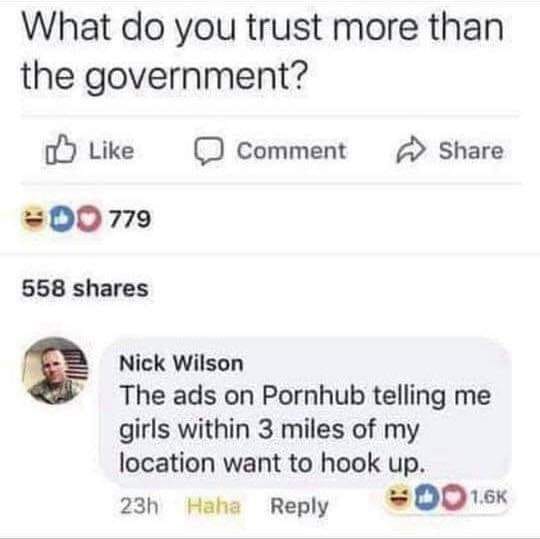 What do you trust more than
the government?
Like Comment Share
779
558 shares
Nick Wilson
The ads on Pornhub telling me
girls within 3 miles of my
location want to hook up.
23h Haha Reply 1.6K